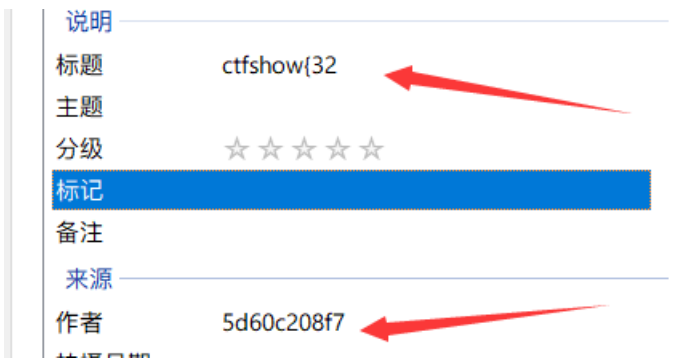 说明
标题 ctfshow{32
主题
分级
标记
备注
来源
作者 5d60c208f7